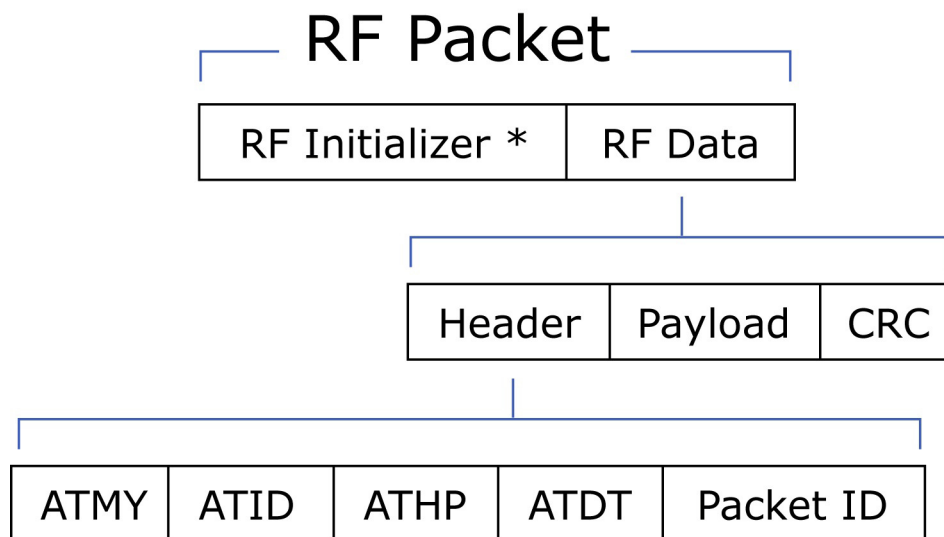 RF Packet
RF Initializer * RF Data
Header Payload CRC
ATMY ATID ATHP ATDT Packet ID